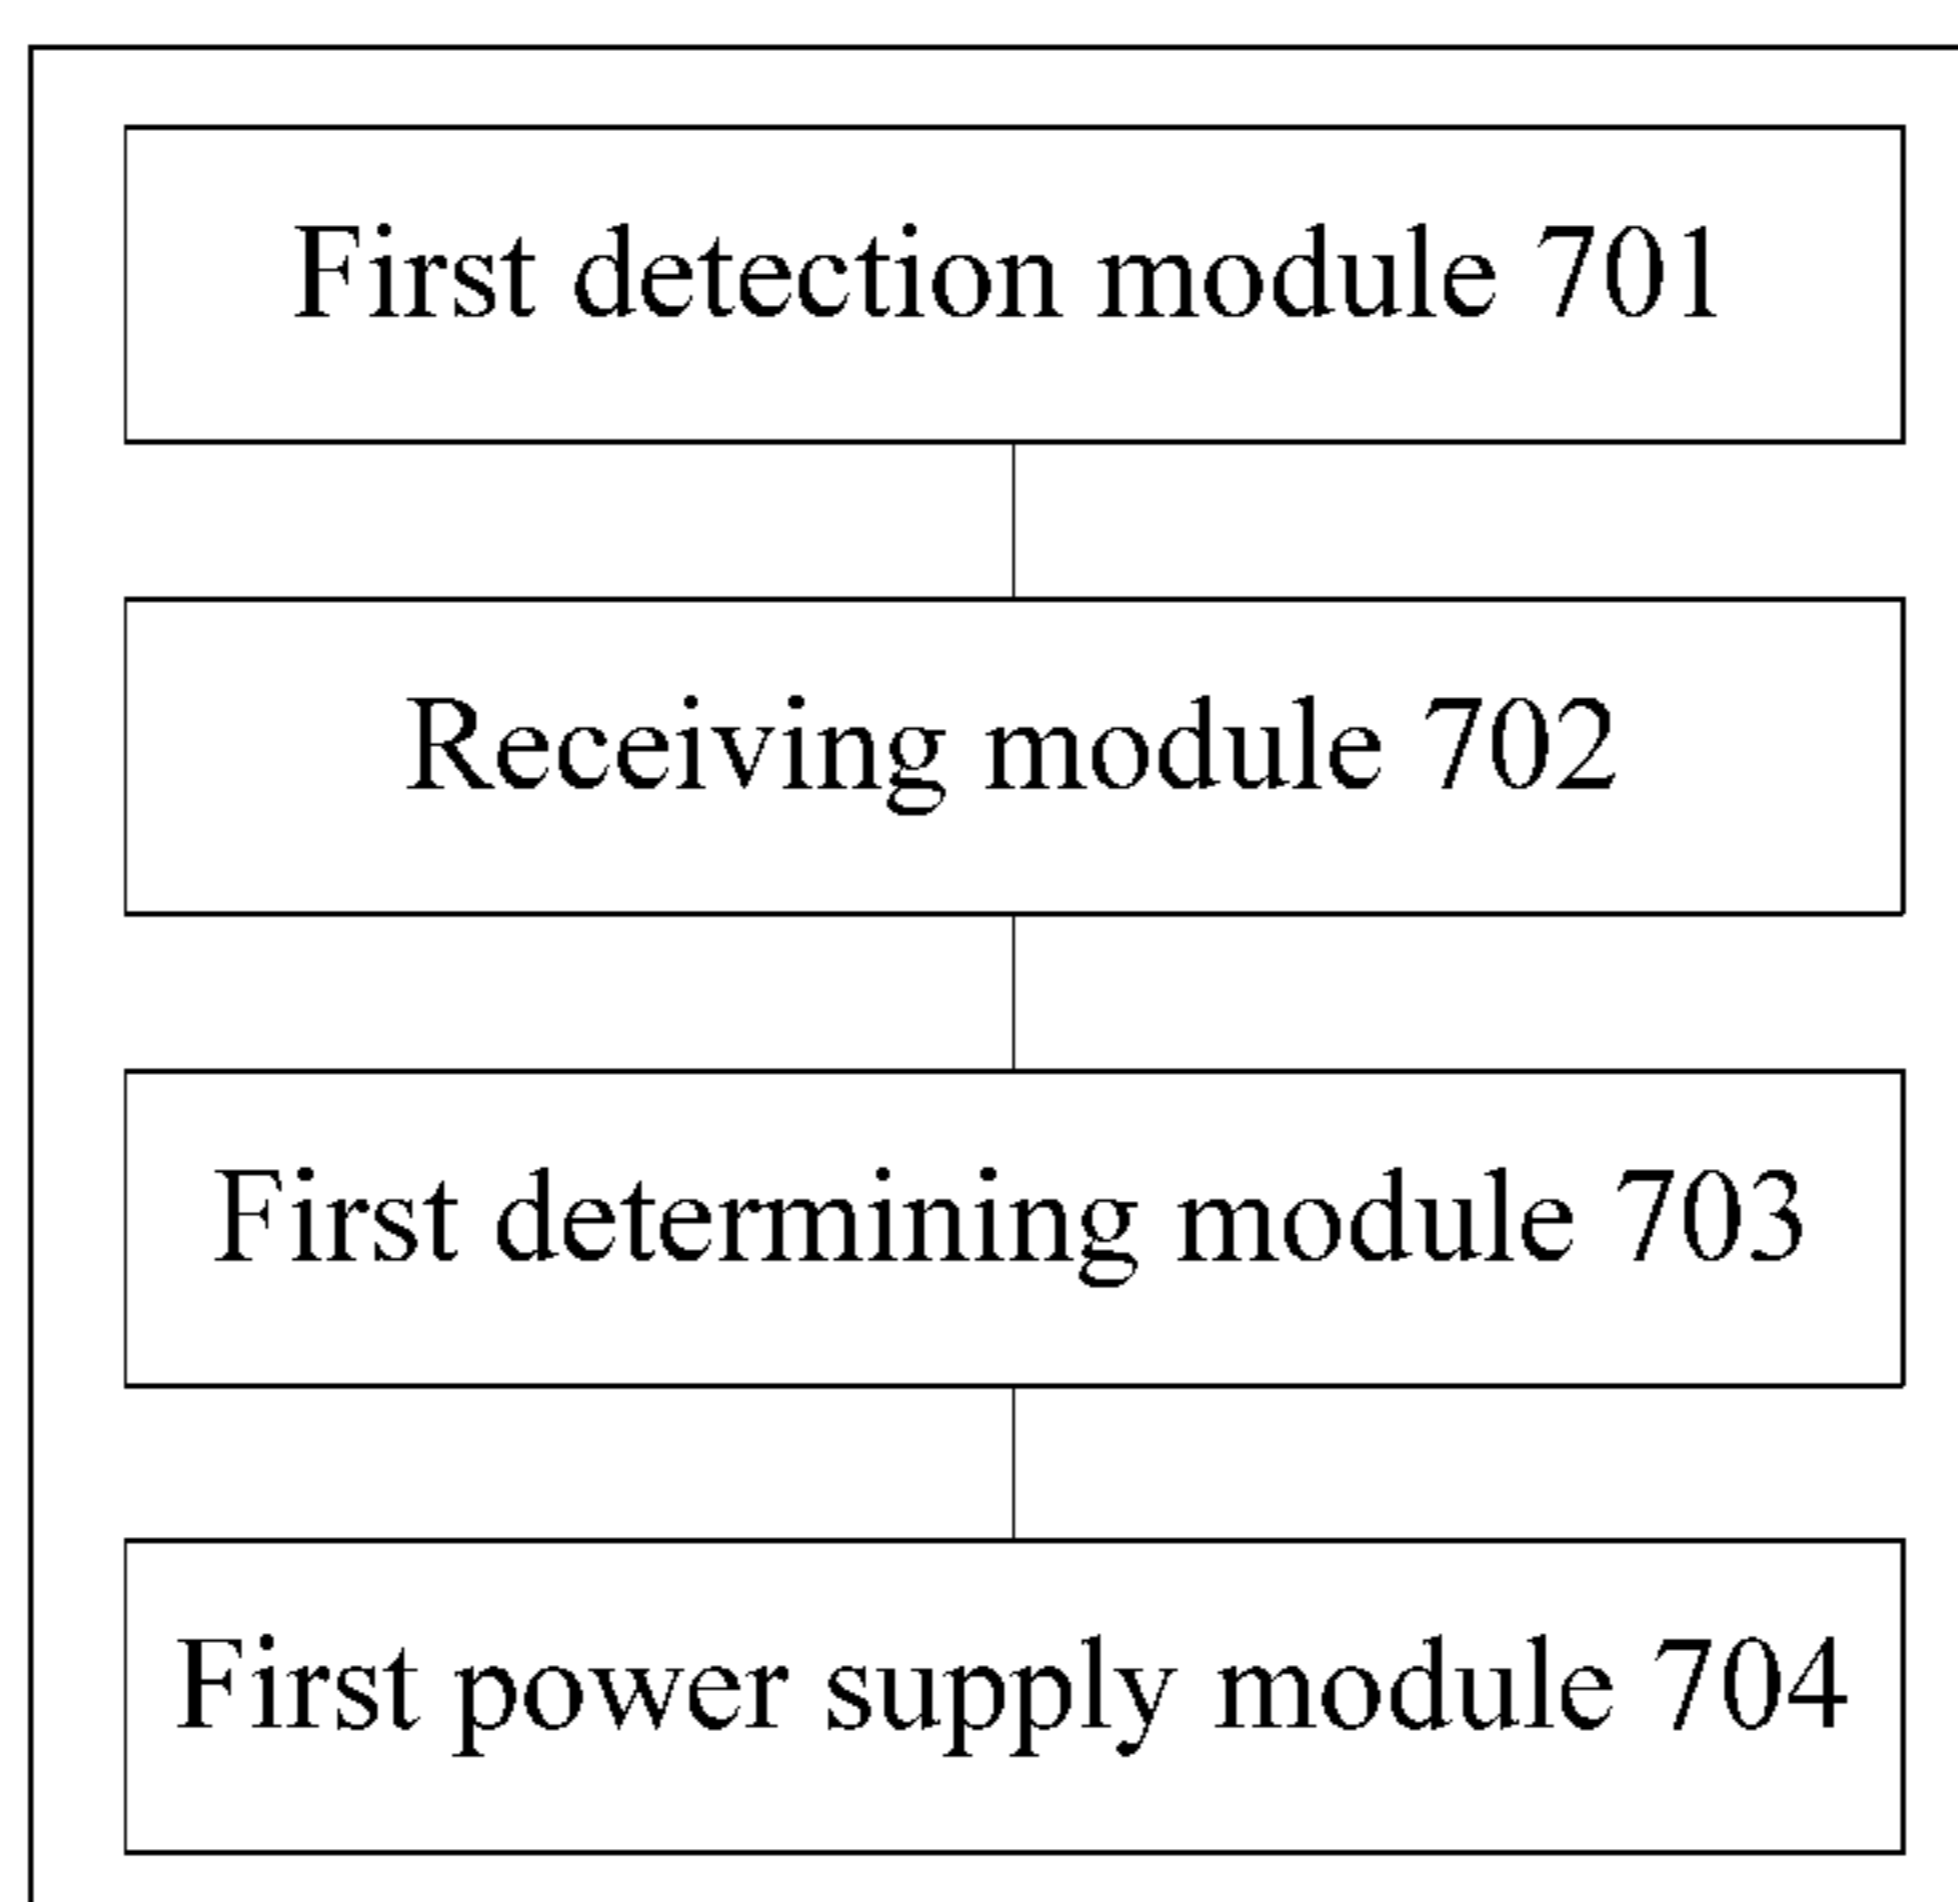 First detection module 701
Receiving module 702
First determining module 703
First power supply module 704